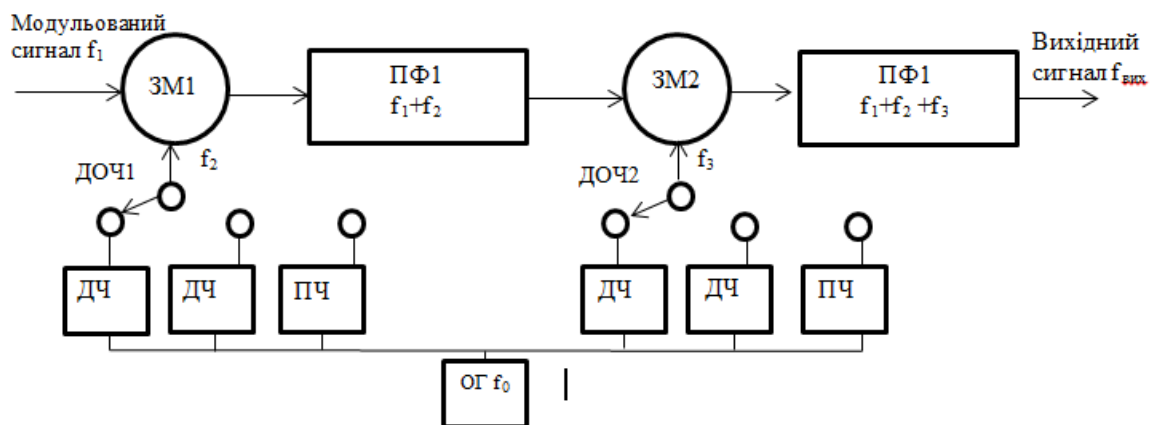 Модульований
сигнал f₁
ЗМ1
ПФ1
f₁+f₂
ЗМ2
ПФ1
f₁+f₂ +f₃
Вихідний
сигнал fвих
ДОЧ1
f₂
ДОЧ2
f₃
ДЧ
ДЧ
ПЧ
ДЧ
ДЧ
ПЧ
ОГ f₀